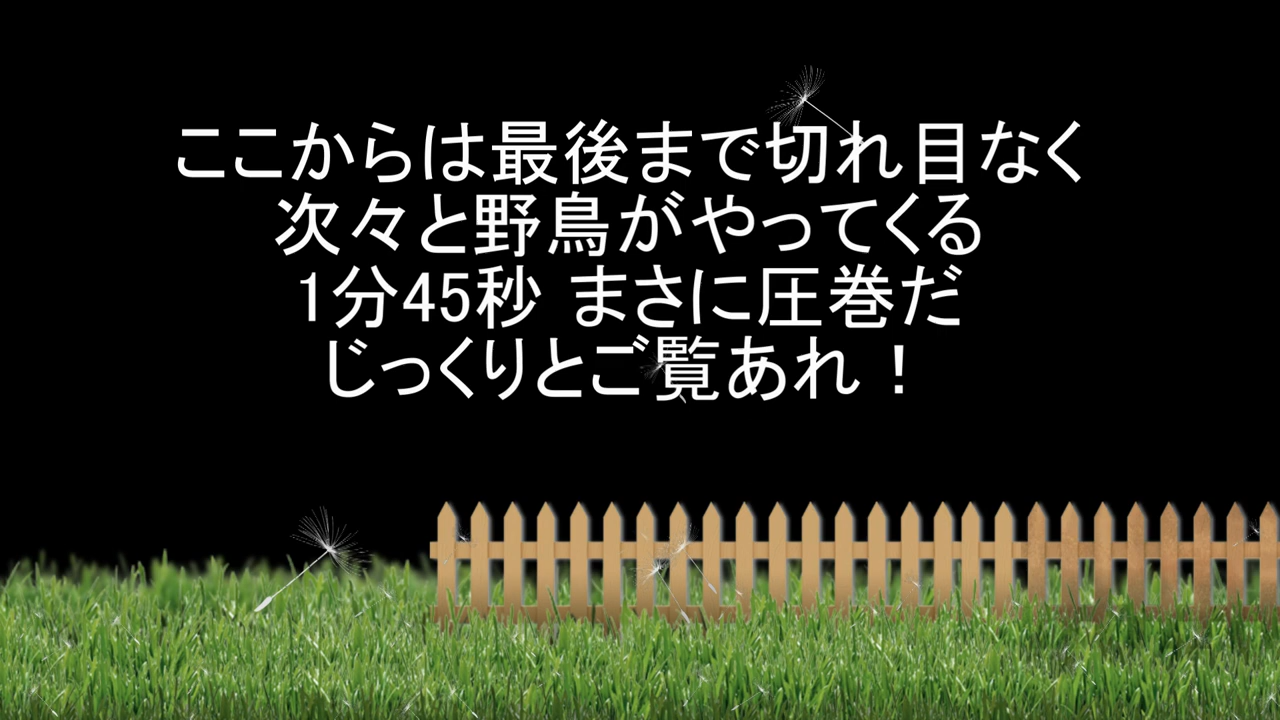 ここからは最後まで切れ目なく
次々と野鳥がやってくる
1分45秒 まさに圧巻だ
じっくりとご覧あれ！